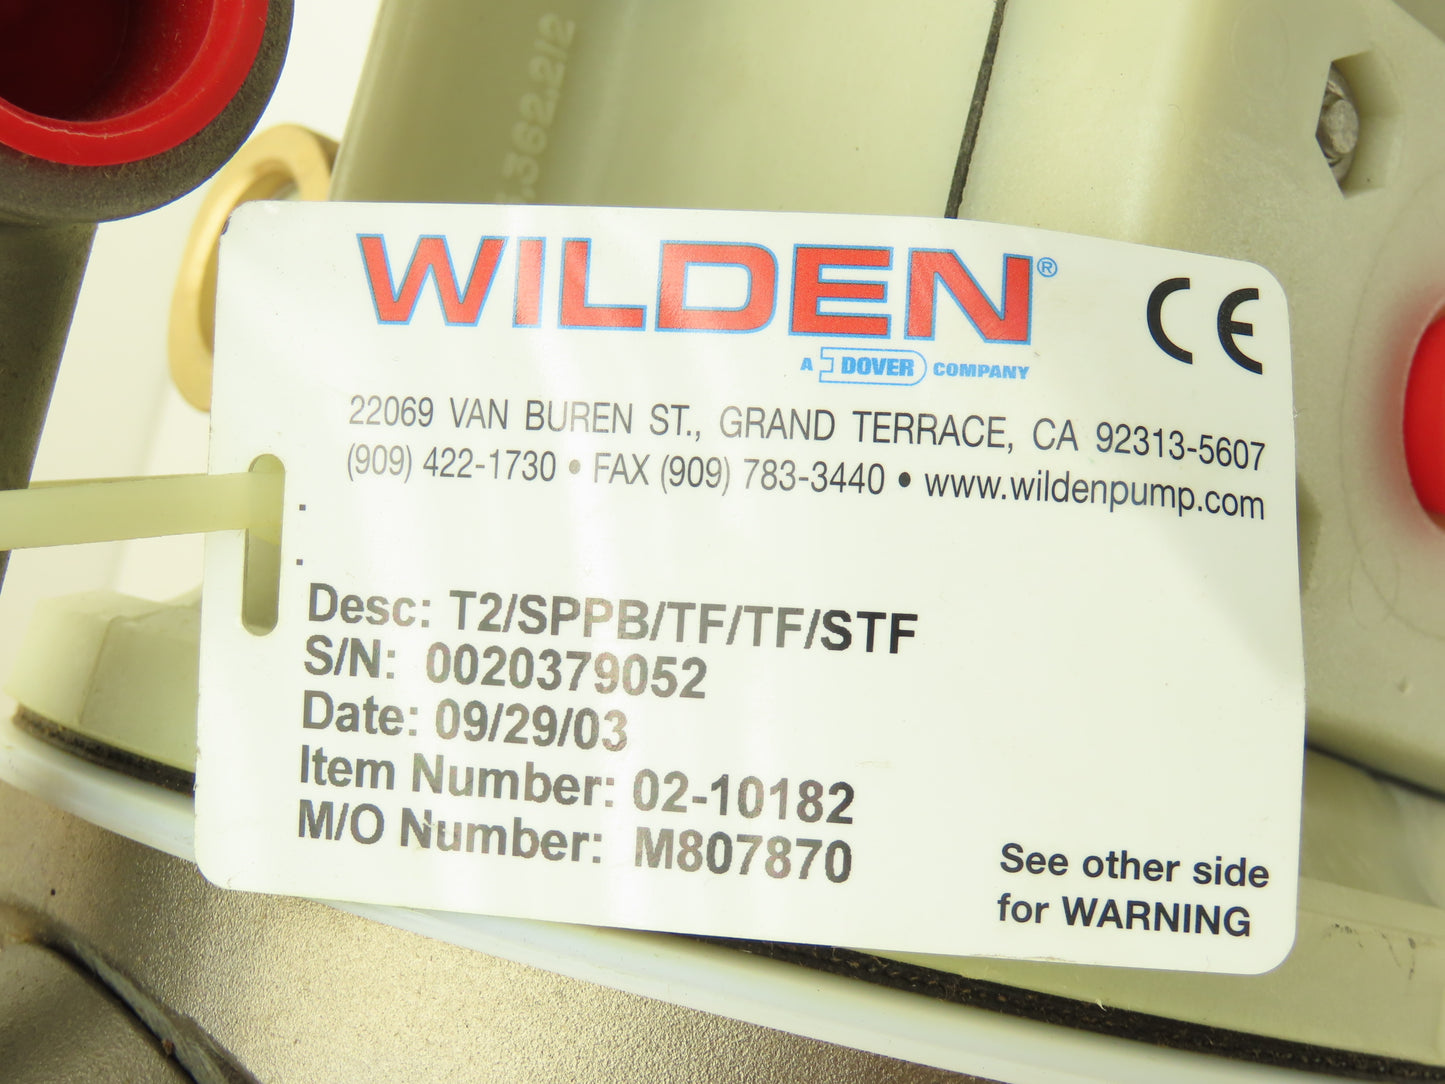 .362.212
WILDEN®
A DOVER COMPANY
CE
22069 VAN BUREN ST., GRAND TERRACE, CA 92313-5607
(909) 422-1730 • FAX (909) 783-3440 • www.wildenpump.com
Desc: T2/SPPB/TF/TF/STF
S/N: 0020379052
Date: 09/29/03
Item Number: 02-10182
M/O Number: M807870
See other side
for WARNING